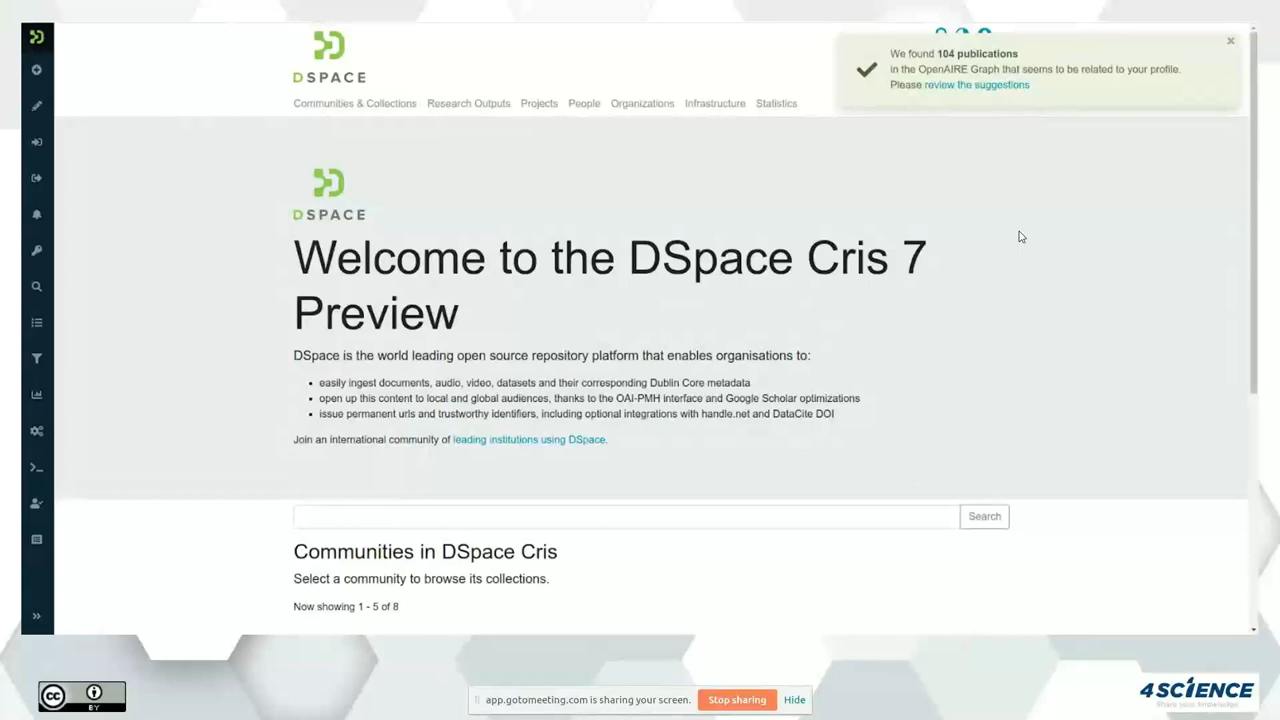 DSPACE
We found 104 publications
in the OpenAIRE Graph that seems to be related to your profile.
Please review the suggestions
Communities & Collections Research Outputs Projects People Organizations Infrastructure Statistics
DSPACE
Welcome to the DSpace Cris 7
Preview
DSpace is the world leading open source repository platform that enables organisations to:
easily ingest documents, audio, video, datasets and their corresponding Dublin Core metadata
open up this content to local and global audiences, thanks to the OAI-PMH interface and Google Scholar optimizations
issue permanent urls and trustworthy identifiers, including optional integrations with handle.net and DataCite DOI
Join an international community of leading institutions using DSpace.
Search
Communities in DSpace Cris
Select a community to browse its collections.
Now showing 1 - 5 of 8
cc BY
app.gotomeeting.com is sharing your screen. Stop sharing Hide
4SCIENCE
Share your knowledge